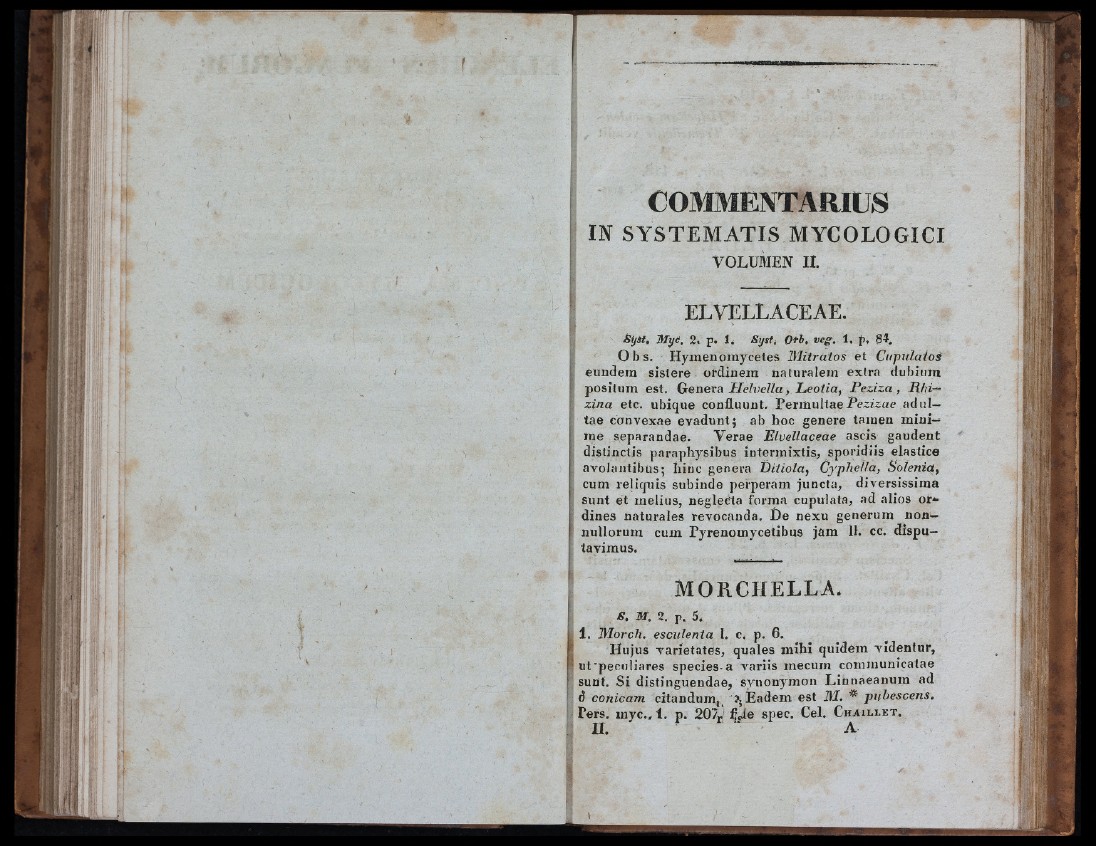 COMMENTARIUS
IN SYSTEMATIS MYCOLOGICI
VOLUMEN II.
ELVELLACEAE.
Syst. Myc. 2. p. 1. Syst. Orb. veg. 1. p. 84.
Obs. Hymenomycetes Mitratos et Cupulatos
eundem sistere ordinem naturalem extra dubium
positum est. Genera Helvella, Leotia, Peziza, Rhi-
zina etc. ubique confluunt. Permultae Pezizae adul-
tae convexae evadunt; ab hoc genere tamen mini-
me separandae. Verae Elvellaceae ascis gaudent
distinctis paraphysibus intermixtis, sporidiis elastice
avolantibus; hinc genera Ditiola, Cyphella, Solenia,
cum reliquis subinde perperam juncta, diversissima
sunt et melius, neglecta forma cupulata, ad alios or-
dines naturales revocanda. De nexu generum non-
nullorum cum Pyrenomycetibus jam ll. cc. dispu-
tavimus.
MORCHELLA.
S. M. 2. p. 5.
1. Morch. esculenta l. c. p. 6.
Hujus varietates, quales mihi quidem videntur,
ut peculiares species a variis mecum communicatae
sunt. Si distinguendae, synonymon Linnaeanum ad
δ conicam citandum, Eadem est M. * pubescens.
Pers. myc. 1. p. 207, spec. Cel. CHAILLET.
II. A